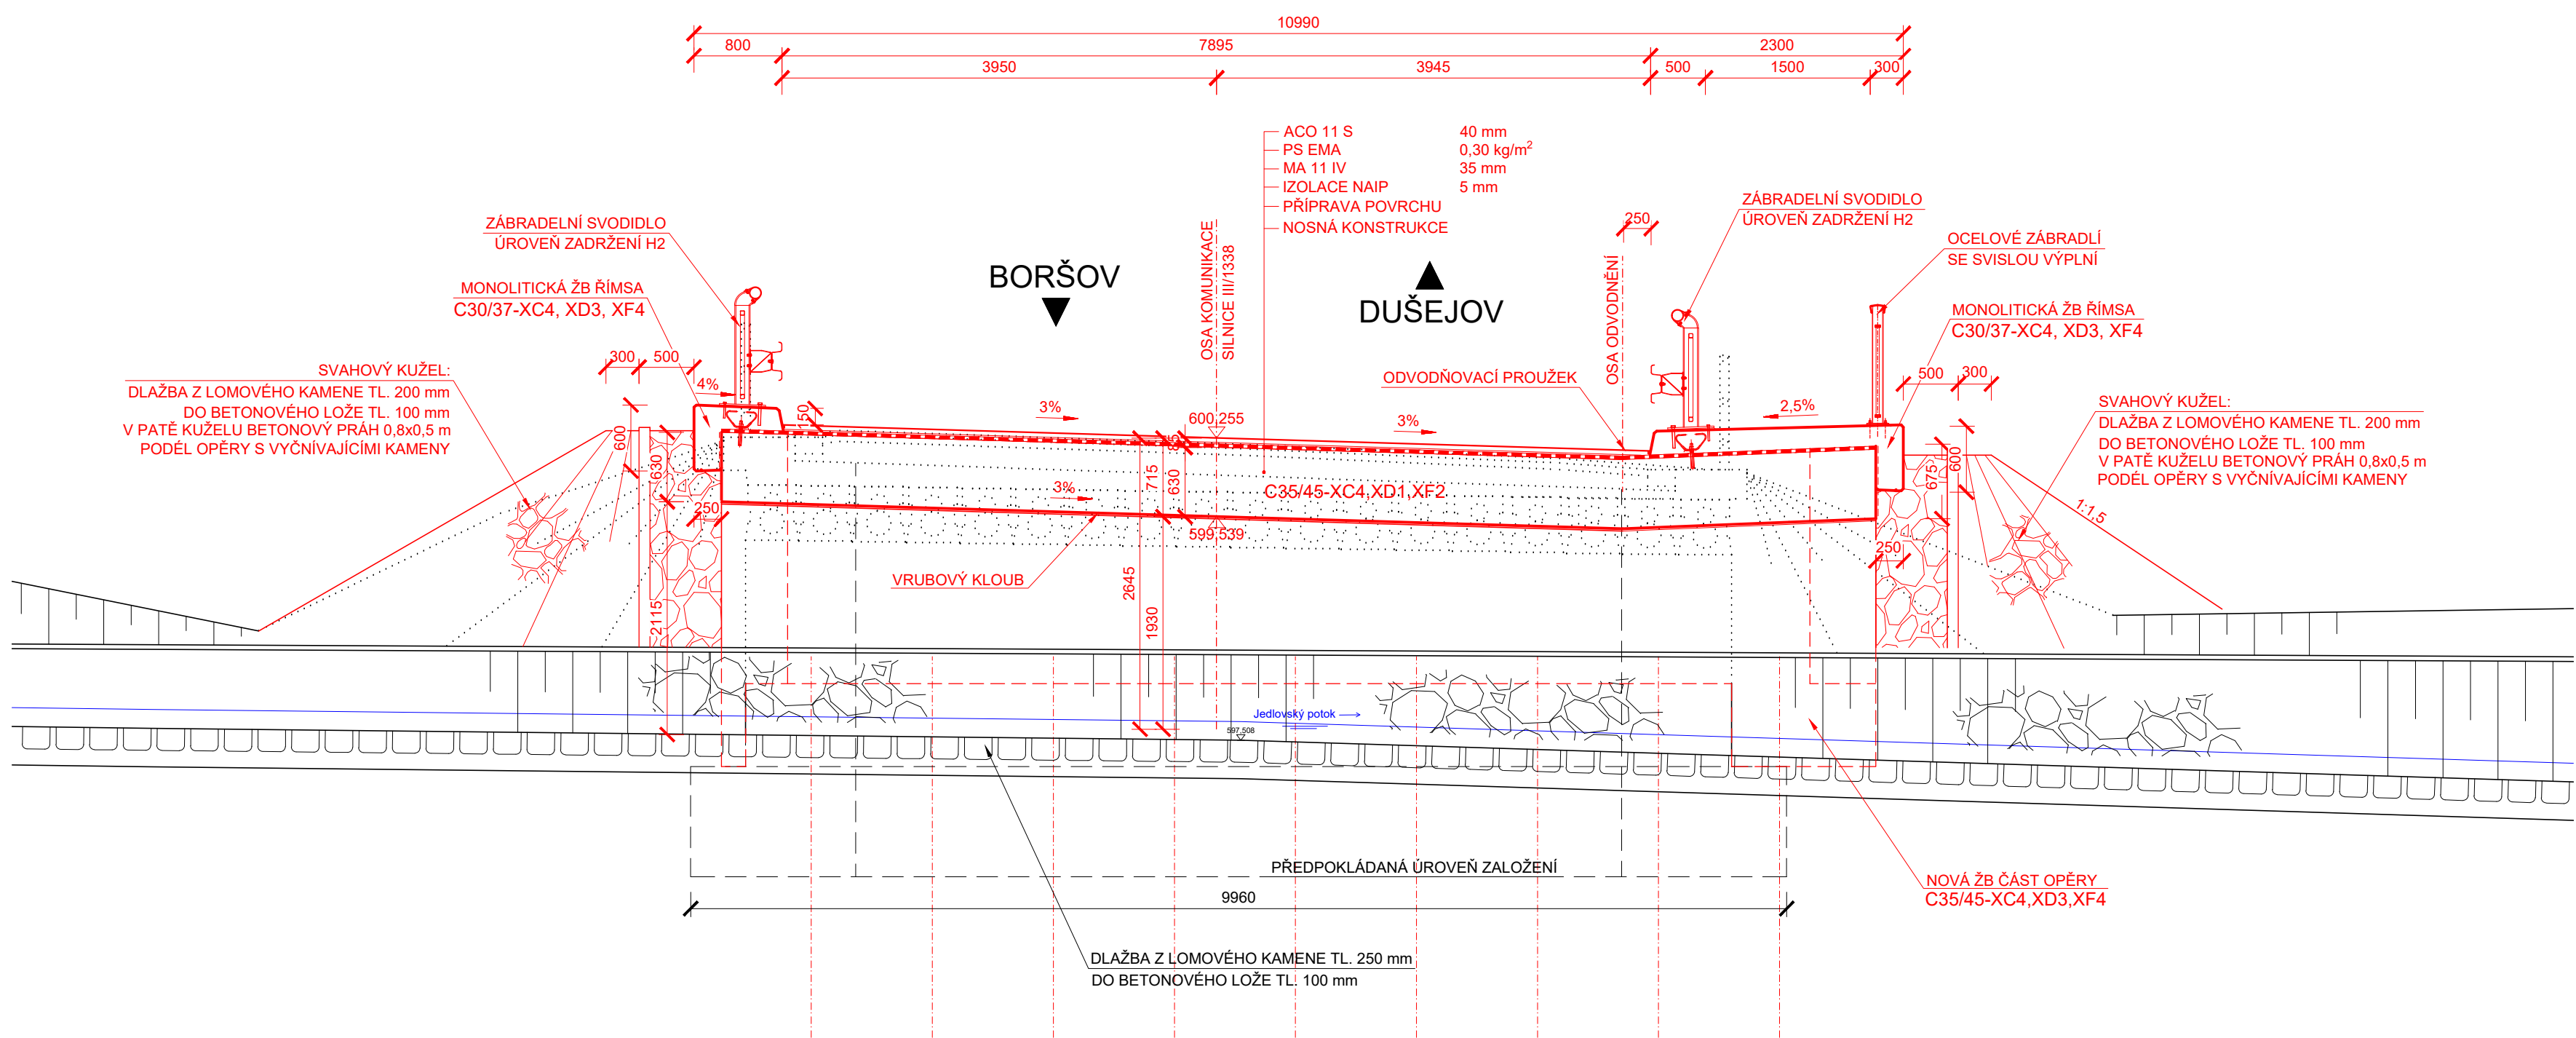 10990
800 7895 2300
3950 3945 500 1500 300
ACO 11 S 40 mm
PS EMA 0,30 kg/m²
MA 11 IV 35 mm
IZOLACE NAIP 5 mm
PŘÍPRAVA POVRCHU
NOSNÁ KONSTRUKCE
ZÁBRADELNÍ SVODIDLO
ÚROVEŇ ZADRŽENÍ H2
MONOLITICKÁ ŽB ŘÍMSA
C30/37-XC4, XD3, XF4
SVAHOVÝ KUŽEL:
DLAŽBA Z LOMOVÉHO KAMENE TL. 200 mm
DO BETONOVÉHO LOŽE TL. 100 mm
V PATĚ KUŽELU BETONOVÝ PRÁH 0,8x0,5 m
PODÉL OPĚRY S VYČNÍVAJÍCÍMI KAMENY
300 500
4%
150
600
630
250
2115
BORŠOV
3%
OSA KOMUNIKACE
SILNICE III/1338
600,255
85
715
630
3%
599,539
VRUBOVÝ KLOUB
2645
1930
DUŠEJOV
3%
C35/45-XC4,XD1,XF2
ODVODŇOVACÍ PROUŽEK
OSA ODVODNĚNÍ
250
ZÁBRADELNÍ SVODIDLO
ÚROVEŇ ZADRŽENÍ H2
OCELOVÉ ZÁBRADLÍ
SE SVISLOU VÝPLNÍ
MONOLITICKÁ ŽB ŘÍMSA
C30/37-XC4, XD3, XF4
2,5%
500 300
600
675
250
1:1,5
SVAHOVÝ KUŽEL:
DLAŽBA Z LOMOVÉHO KAMENE TL. 200 mm
DO BETONOVÉHO LOŽE TL. 100 mm
V PATĚ KUŽELU BETONOVÝ PRÁH 0,8x0,5 m
PODÉL OPĚRY S VYČNÍVAJÍCÍMI KAMENY
Jedlovský potok
597,508
PŘEDPOKLÁDANÁ ÚROVEŇ ZALOŽENÍ
9960
NOVÁ ŽB ČÁST OPĚRY
C35/45-XC4,XD3,XF4
DLAŽBA Z LOMOVÉHO KAMENE TL. 250 mm
DO BETONOVÉHO LOŽE TL. 100 mm